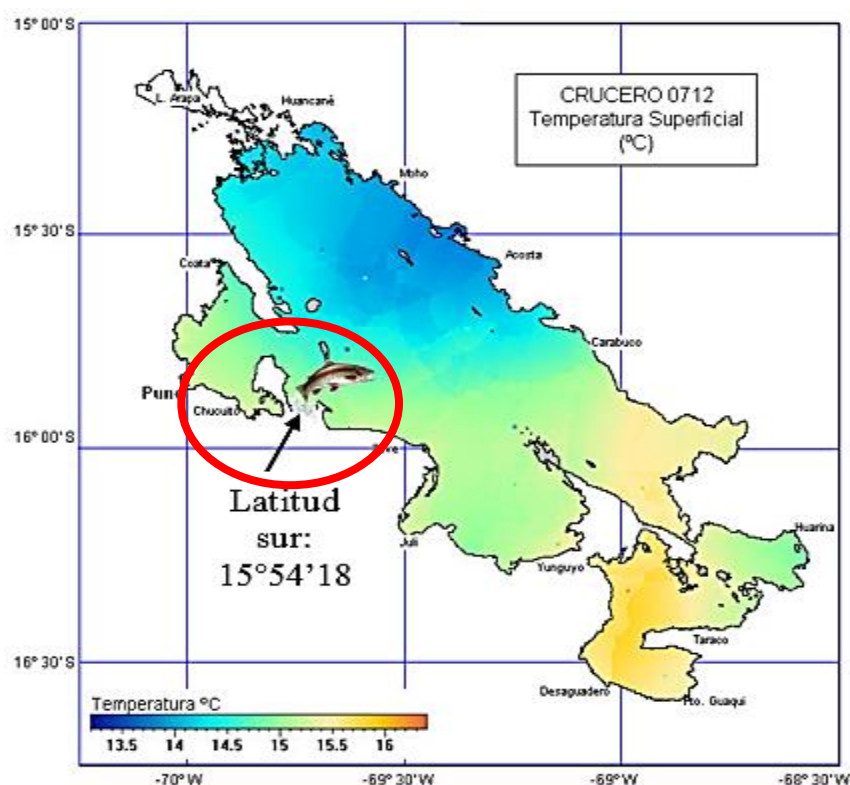 15° 00'S
L. Arapa
Huancané
CRUCERO 0712
Temperatura Superficial
(ºC)
Moho
15° 30'S
Acosta
Coata
Carabuco
Puno
Chucuito
16° 00'S
Ilave
Latitud
sur:
15°54'18
Juli
Huarina
Yunguyo
Taraco
16° 30'S
Desaguadero
Pto. Guaqui
Temperatura ºC
13.5 14 14.5 15 15.5 16
-70° W -69° 30'W -69° W -68° 30'W